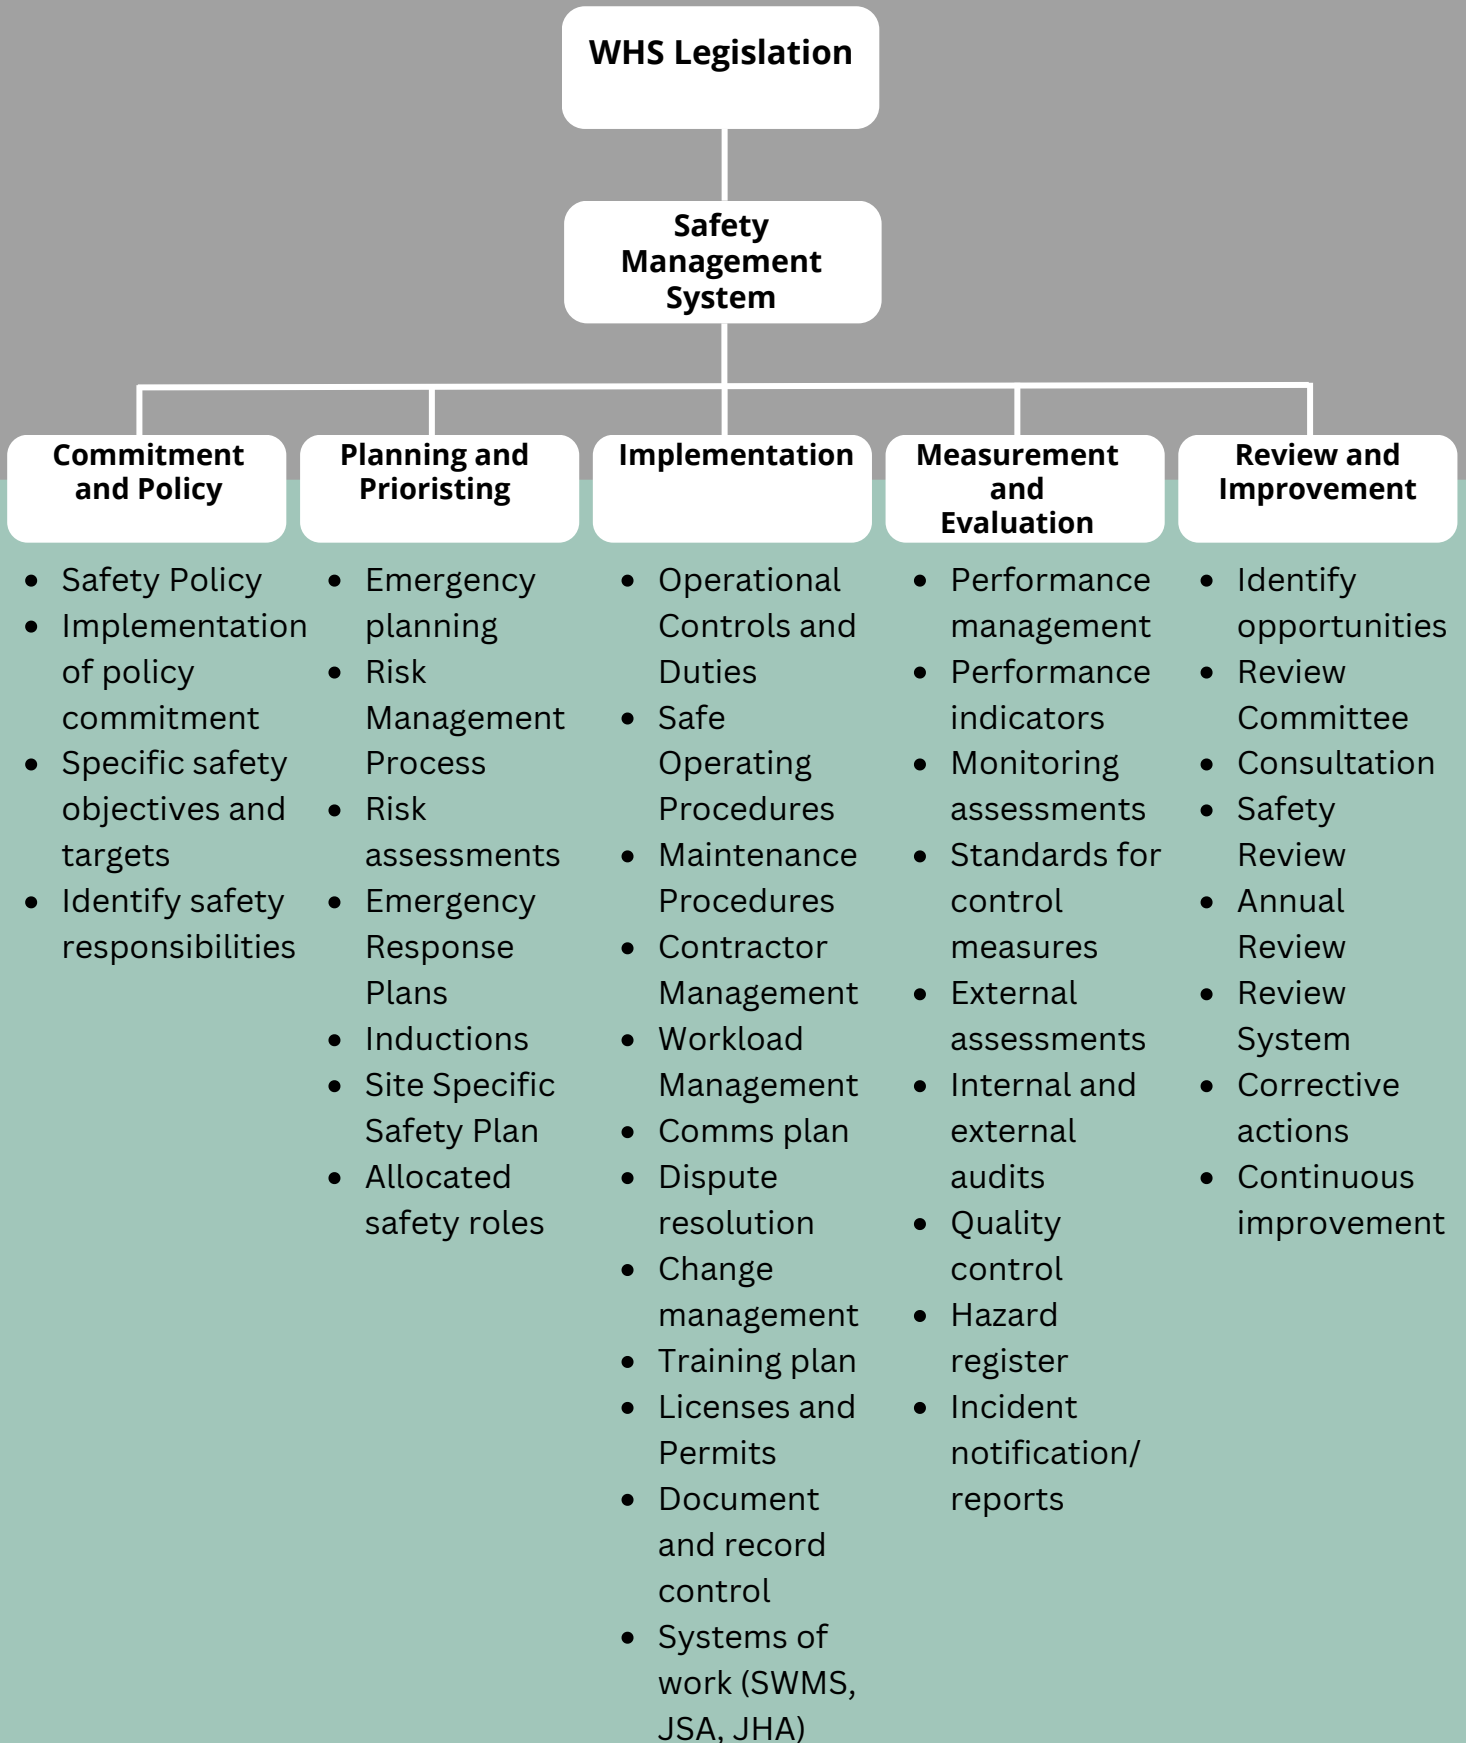 WHS Legislation
Safety
Management
System
Commitment
and Policy
Planning and
Prioristing
Implementation
Measurement
and
Evaluation
Review and
Improvement
• Safety Policy
• Implementation
of policy
commitment
• Specific safety
objectives and
targets
• Identify safety
responsibilities
• Emergency
planning
• Risk
Management
Process
• Risk
assessments
• Emergency
Response
Plans
• Inductions
• Site Specific
Safety Plan
• Allocated
safety roles
• Operational
Controls and
Duties
• Safe
Operating
Procedures
• Maintenance
Procedures
• Contractor
Management
• Workload
Management
• Comms plan
• Dispute
resolution
• Change
management
• Training plan
• Licenses and
Permits
• Document
and record
control
• Systems of
work (SWMS,
JSA, JHA)
• Performance
management
• Performance
indicators
• Monitoring
assessments
• Standards for
control
measures
• External
assessments
• Internal and
external
audits
• Quality
control
• Hazard
register
• Incident
notification/
reports
• Identify
opportunities
• Review
Committee
• Consultation
• Safety
Review
• Annual
Review
• Review
System
• Corrective
actions
• Continuous
improvement